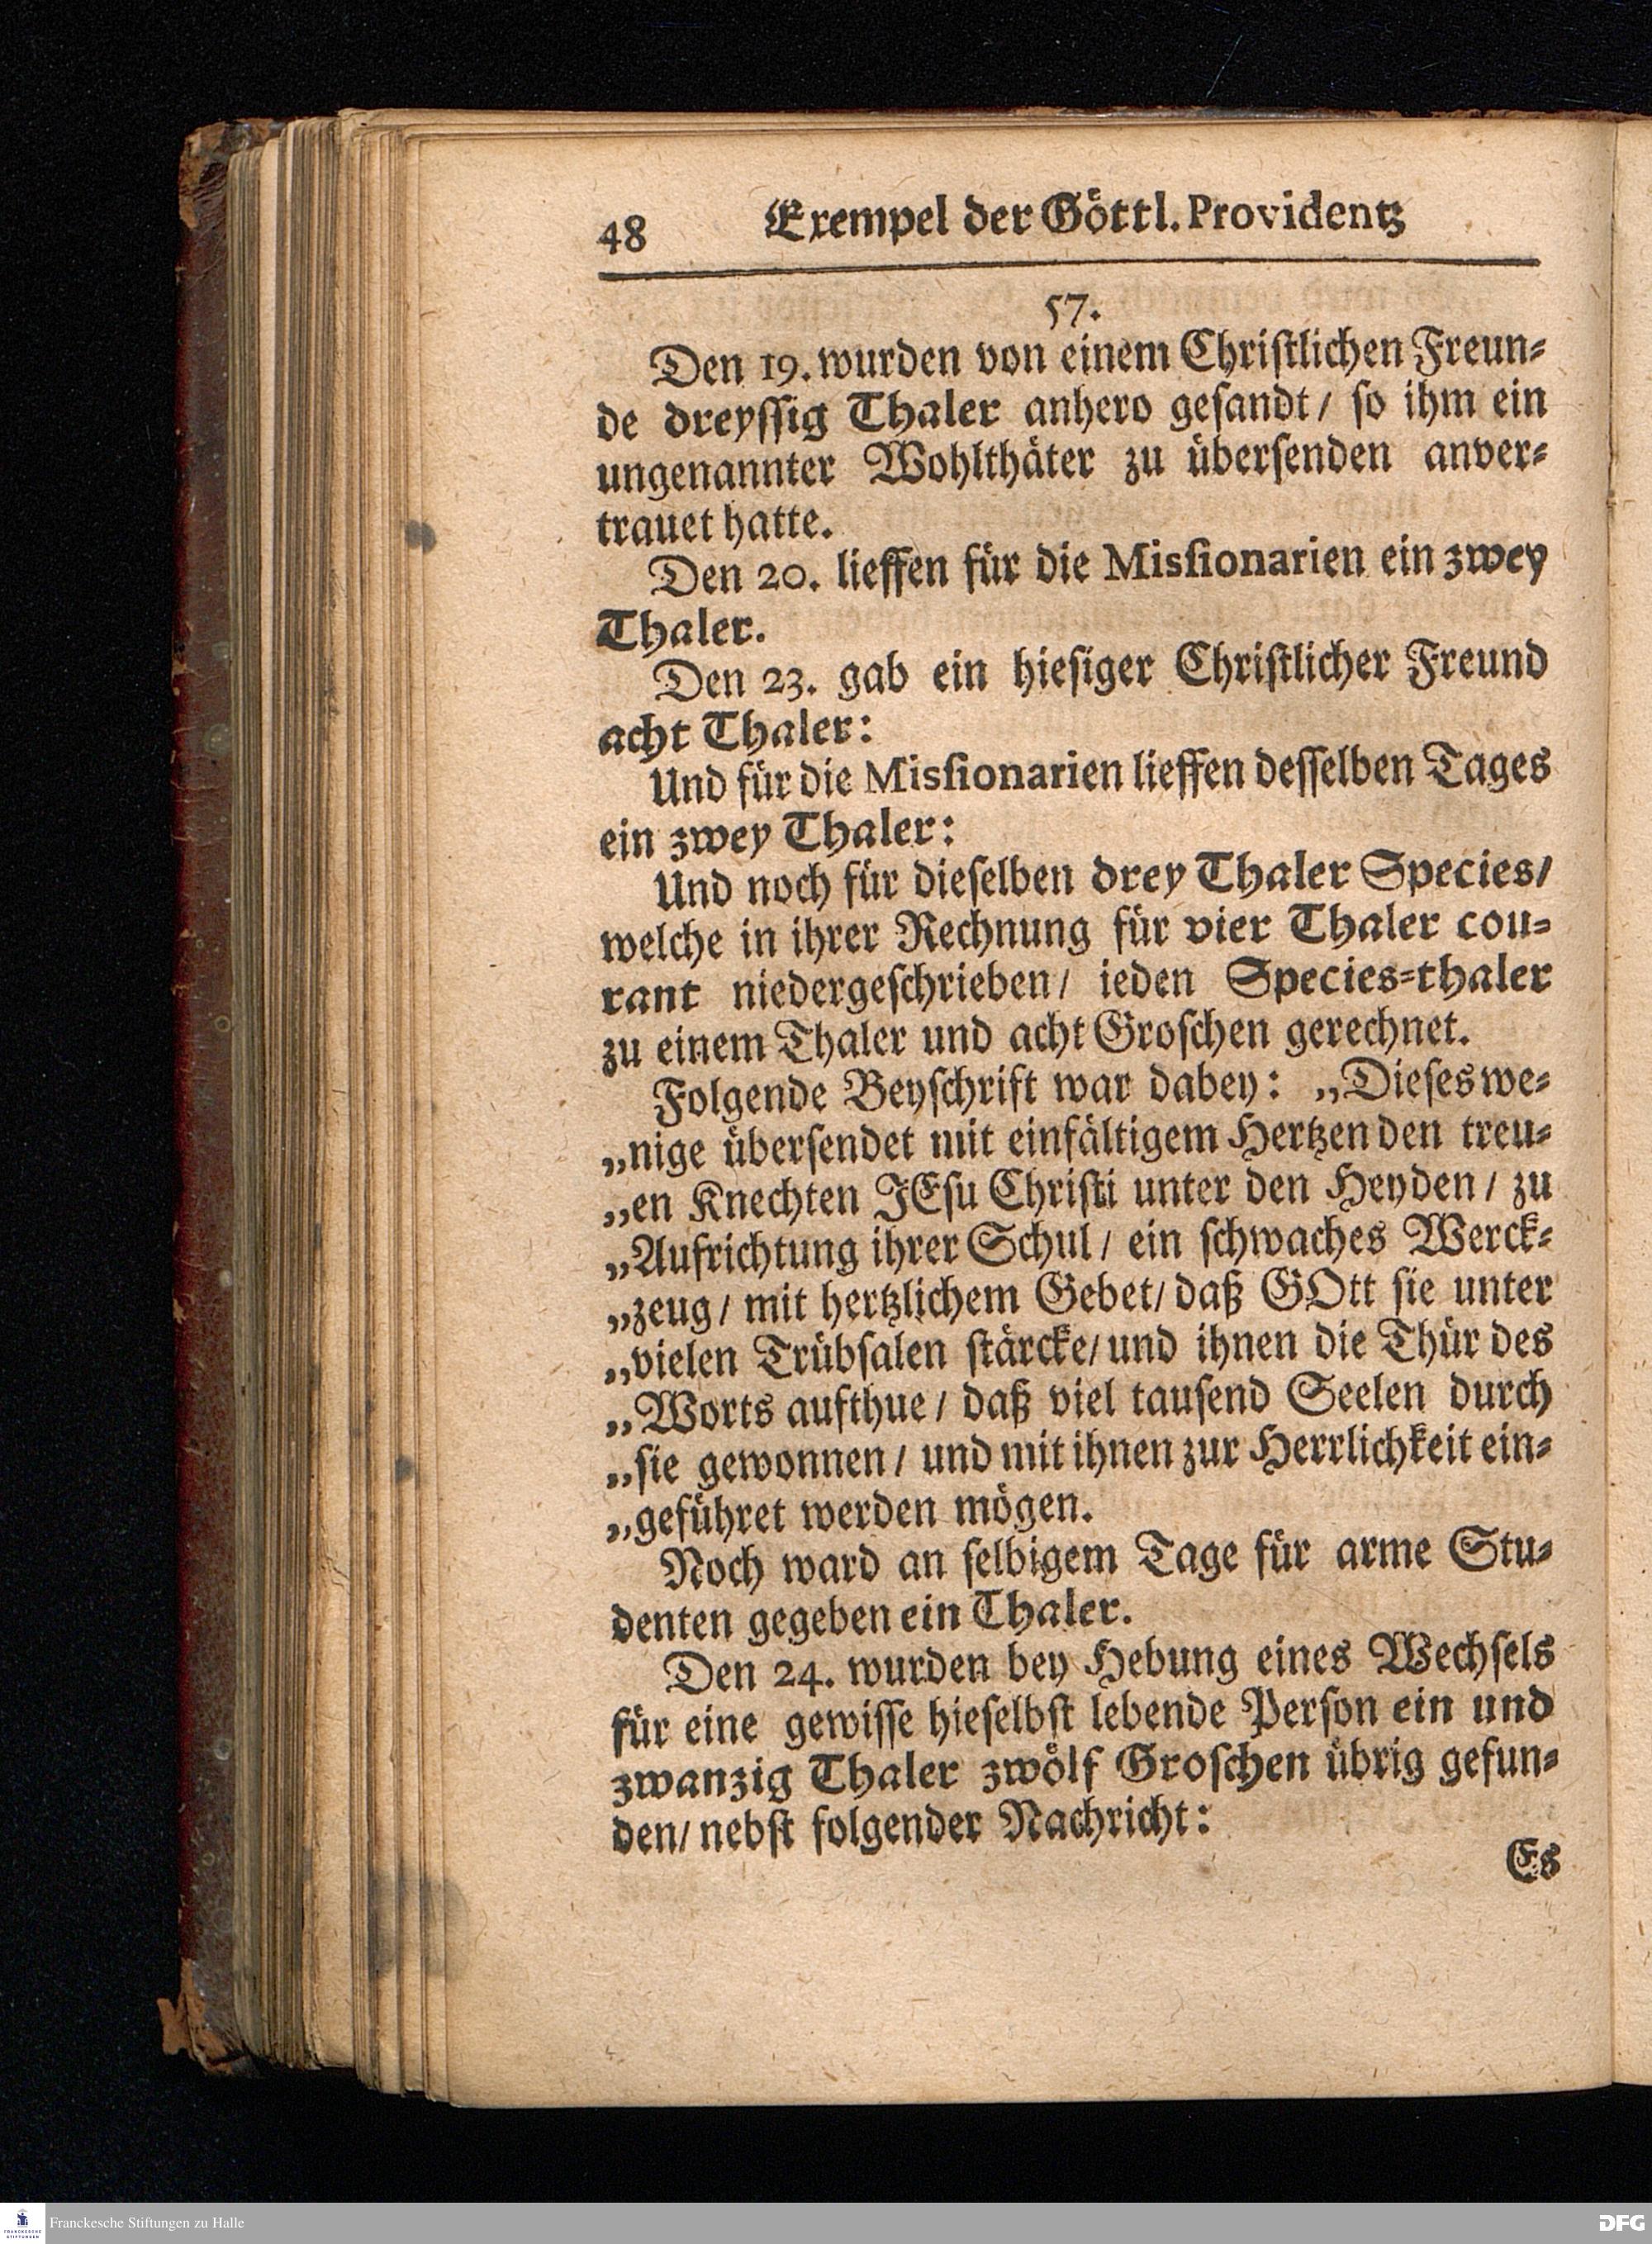 48 Exempel der Göttl. Providentz
57.
Den 19. wurden von einem Chriſtlichen Freun⸗
de dreyſſig Thaler anhero geſandt / ſo ihm ein
ungenannter Wohlthäter zu überſenden anver⸗
trauet hatte.
Den 20. lieffen für die Misſionarien ein zwey
Thaler.
Den 23. gab ein hieſiger Chriſtlicher Freund
acht Thaler:
Und für die Misſionarien lieffen deſſelben Tages
ein zwey Thaler:
Und noch für dieſelben drey Thaler Species/
welche in ihrer Rechnung für vier Thaler cou⸗
rant niedergeſchrieben/ ieden Species⸗thaler
zu einem Thaler und acht Groſchen gerechnet.
Folgende Beyſchrift war dabey: „Dieſes we⸗
„nige überſendet mit einfältigem Hertzen den treu⸗
„en Knechten JEſu Chriſti unter den Heyden / zu
„Aufrichtung ihrer Schul / ein ſchwaches Werck⸗
„zeug / mit hertzlichem Gebet/ daß GOtt ſie unter
„vielen Trübſalen ſtärcke/ und ihnen die Thür des
„Worts aufthue / daß viel tauſend Seelen durch
„ſie gewonnen / und mit ihnen zur Herrlichkeit ein⸗
„geführet werden mögen.
Noch ward an ſelbigem Tage für arme Stu⸗
denten gegeben ein Thaler.
Den 24. wurden bey Hebung eines Wechſels
für eine gewiſſe hieſelbſt lebende Perſon ein und
zwanzig Thaler zwölf Groſchen übrig gefun⸗
den/ nebſt folgender Nachricht:
Es
FRANCKESCHE STIFTUNGEN
Franckesche Stiftungen zu Halle
DFG